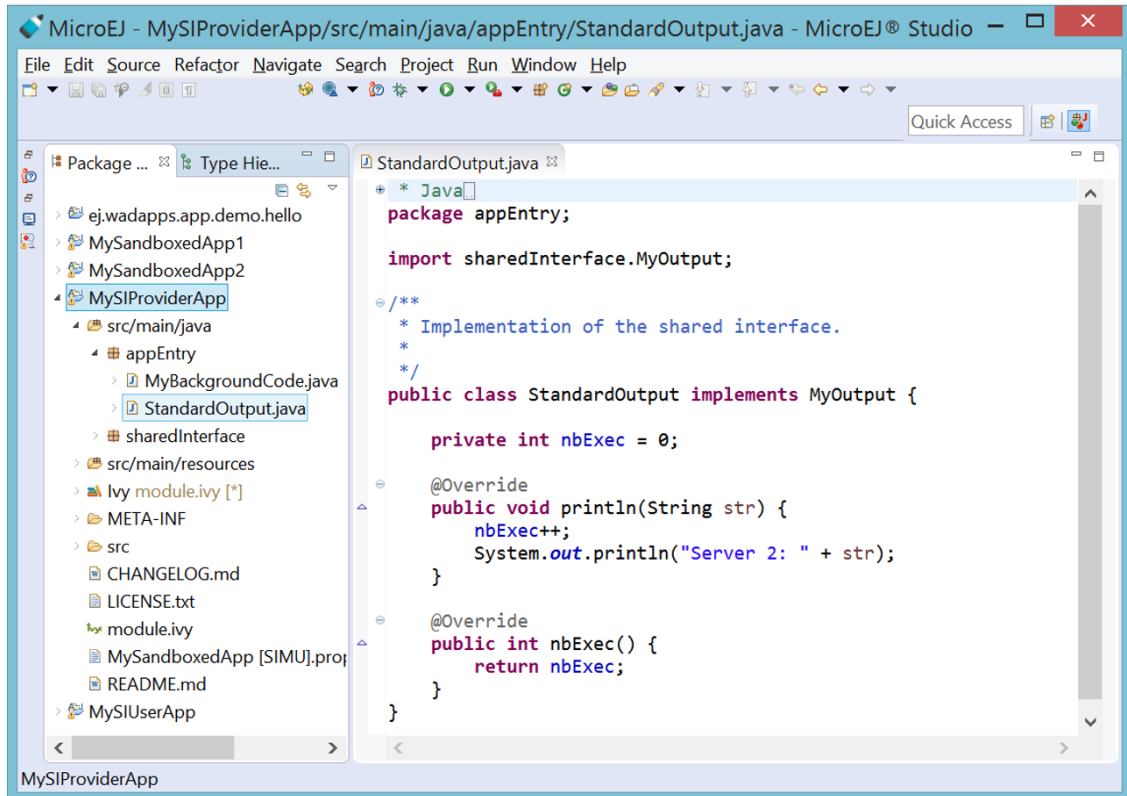 MicroEJ - MySIProviderApp/src/main/java/appEntry/StandardOutput.java - MicroEJ® Studio
File Edit Source Refactor Navigate Search Project Run Window Help
Quick Access
Package ...
Type Hie...
ej.wadapps.app.demo.hello
MySandboxedApp1
MySandboxedApp2
MySIProviderApp
src/main/java
appEntry
MyBackgroundCode.java
StandardOutput.java
sharedInterface
src/main/resources
Ivy module.ivy [*]
META-INF
src
CHANGELOG.md
LICENSE.txt
module.ivy
MySandboxedApp [SIMU].prop
README.md
MySIUserApp
StandardOutput.java
* Java
package appEntry;
import sharedInterface.MyOutput;
/**
* Implementation of the shared interface.
*
*/
public class StandardOutput implements MyOutput {
private int nbExec = 0;
@Override
public void println(String str) {
nbExec++;
System.out.println("Server 2: " + str);
}
@Override
public int nbExec() {
return nbExec;
}
}
MySIProviderApp